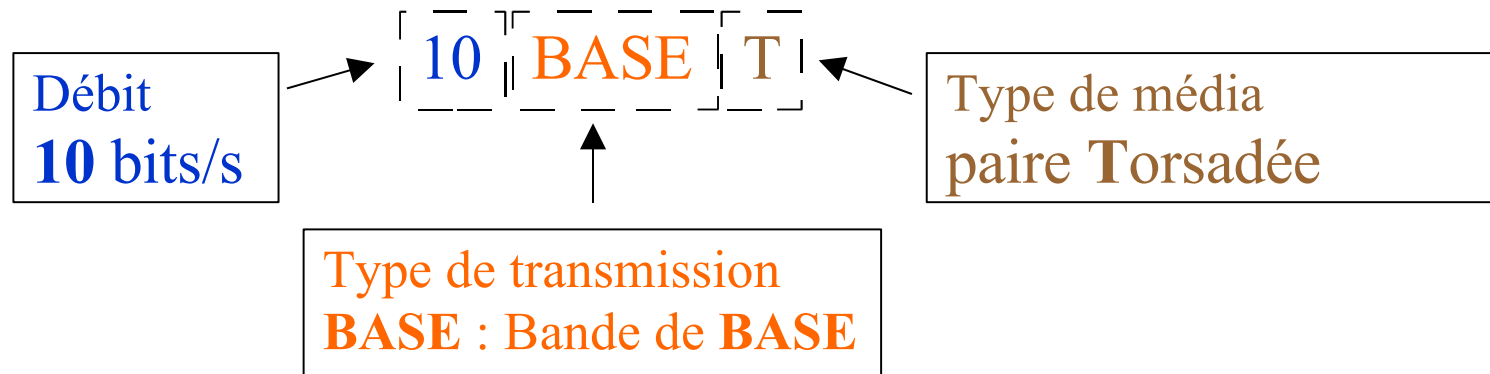 10 BASE T
Débit
10 bits/s
Type de média
paire Torsadée
Type de transmission
BASE : Bande de BASE